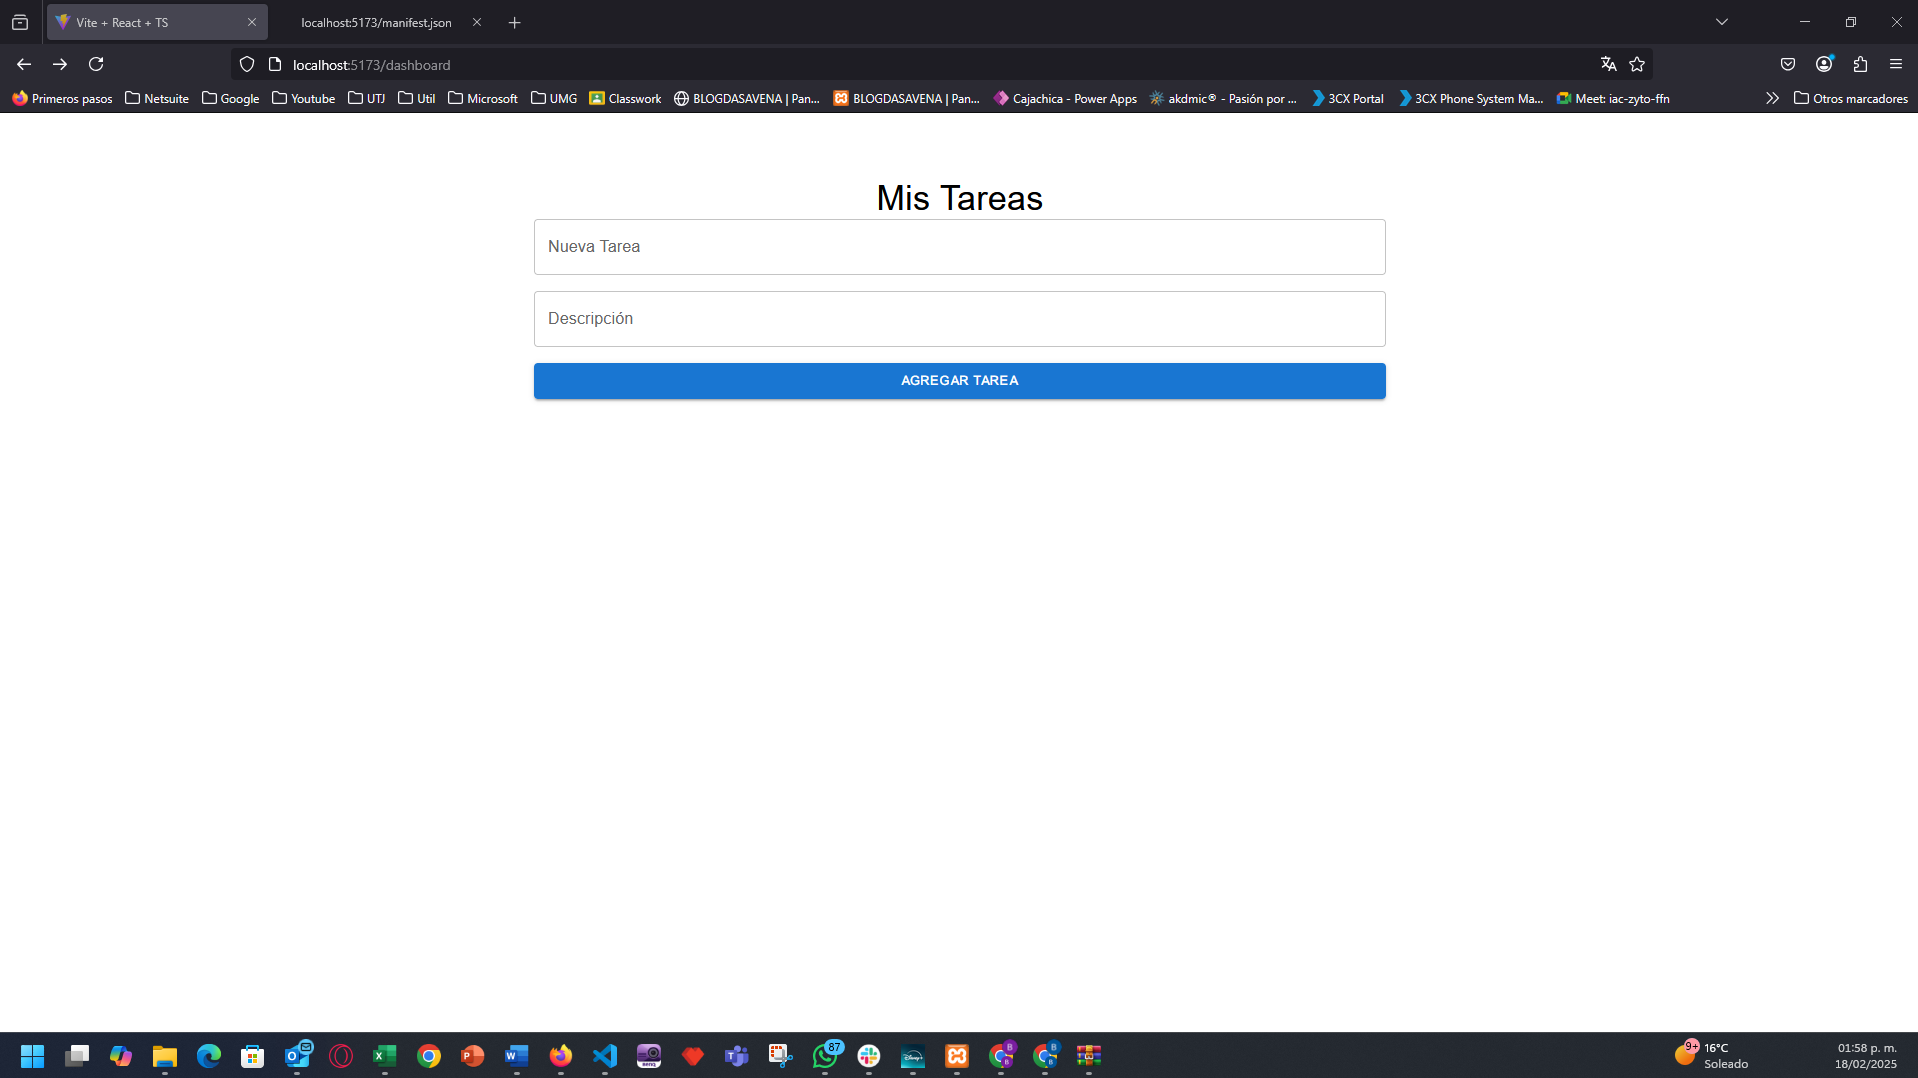 Vite + React + TS
localhost:5173/manifest.json
localhost:5173/dashboard
Primeros pasos Netsuite Google Youtube UTJ Util Microsoft UMG Classwork BLOGDASAVENA | Pan... BLOGDASAVENA | Pan... Cajachica - Power Apps akdmic® - Pasión por ... 3CX Portal 3CX Phone System Ma... Meet: iac-zyto-ffn Otros marcadores
Mis Tareas
Nueva Tarea
Descripción
AGREGAR TAREA
87
9+
16°C
Soleado
01:58 p. m.
18/02/2025